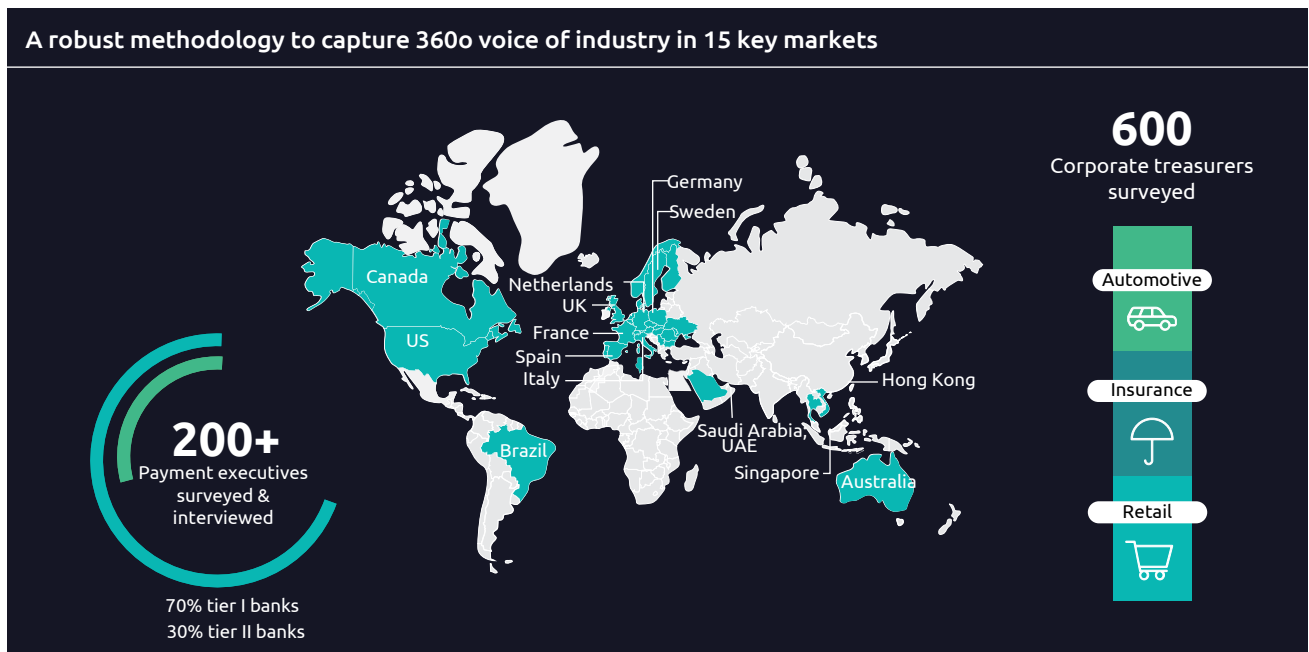 A robust methodology to capture 360o voice of industry in 15 key markets
600
Corporate treasurers
surveyed
Germany
Sweden
Canada
Netherlands
UK
Automotive
US
France
Spain
Italy
Hong Kong
Insurance
200+
Payment executives
surveyed &
interviewed
Brazil
Saudi Arabia,
UAE
Singapore
Australia
Retail
70% tier I banks
30% tier II banks